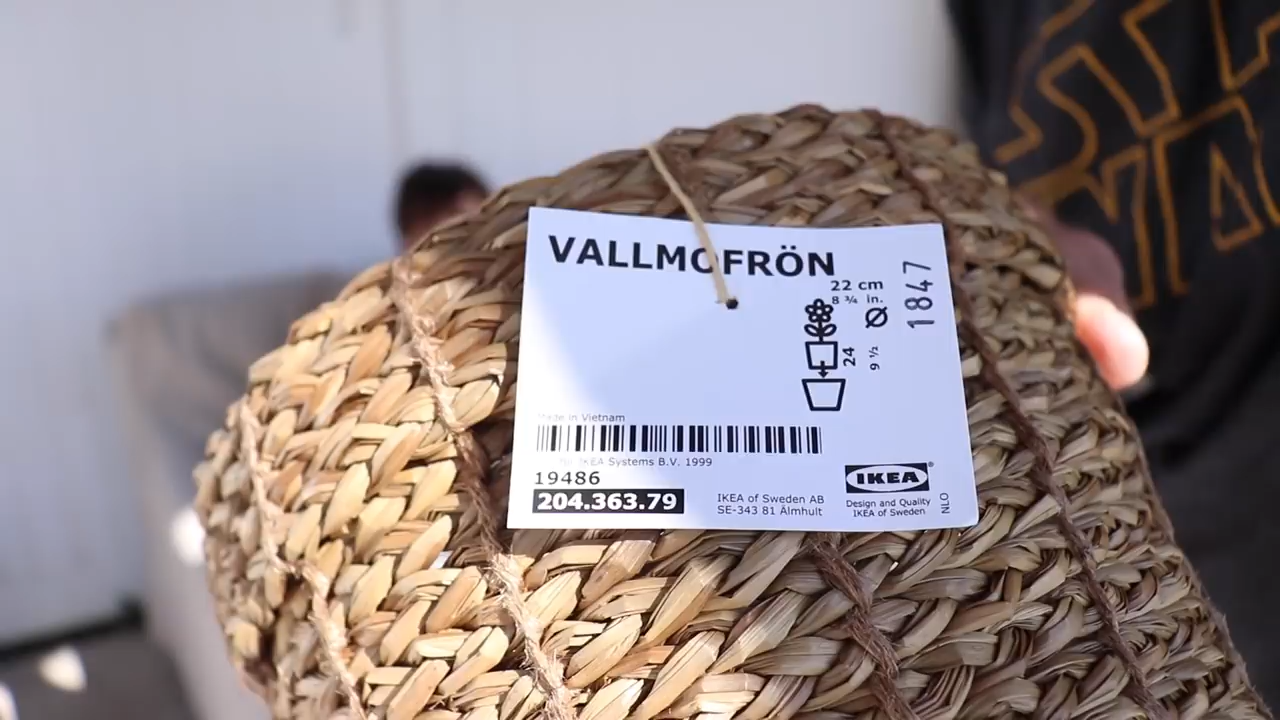 VALLMOFRÖN
22 cm
8 ¾ in.
Ø
24
9 ½
1847
Made in Vietnam
IKEA Systems B.V. 1999
19486
204.363.79
IKEA of Sweden AB
SE-343 81 Älmhult
IKEA®
Design and Quality
IKEA of Sweden
NLO